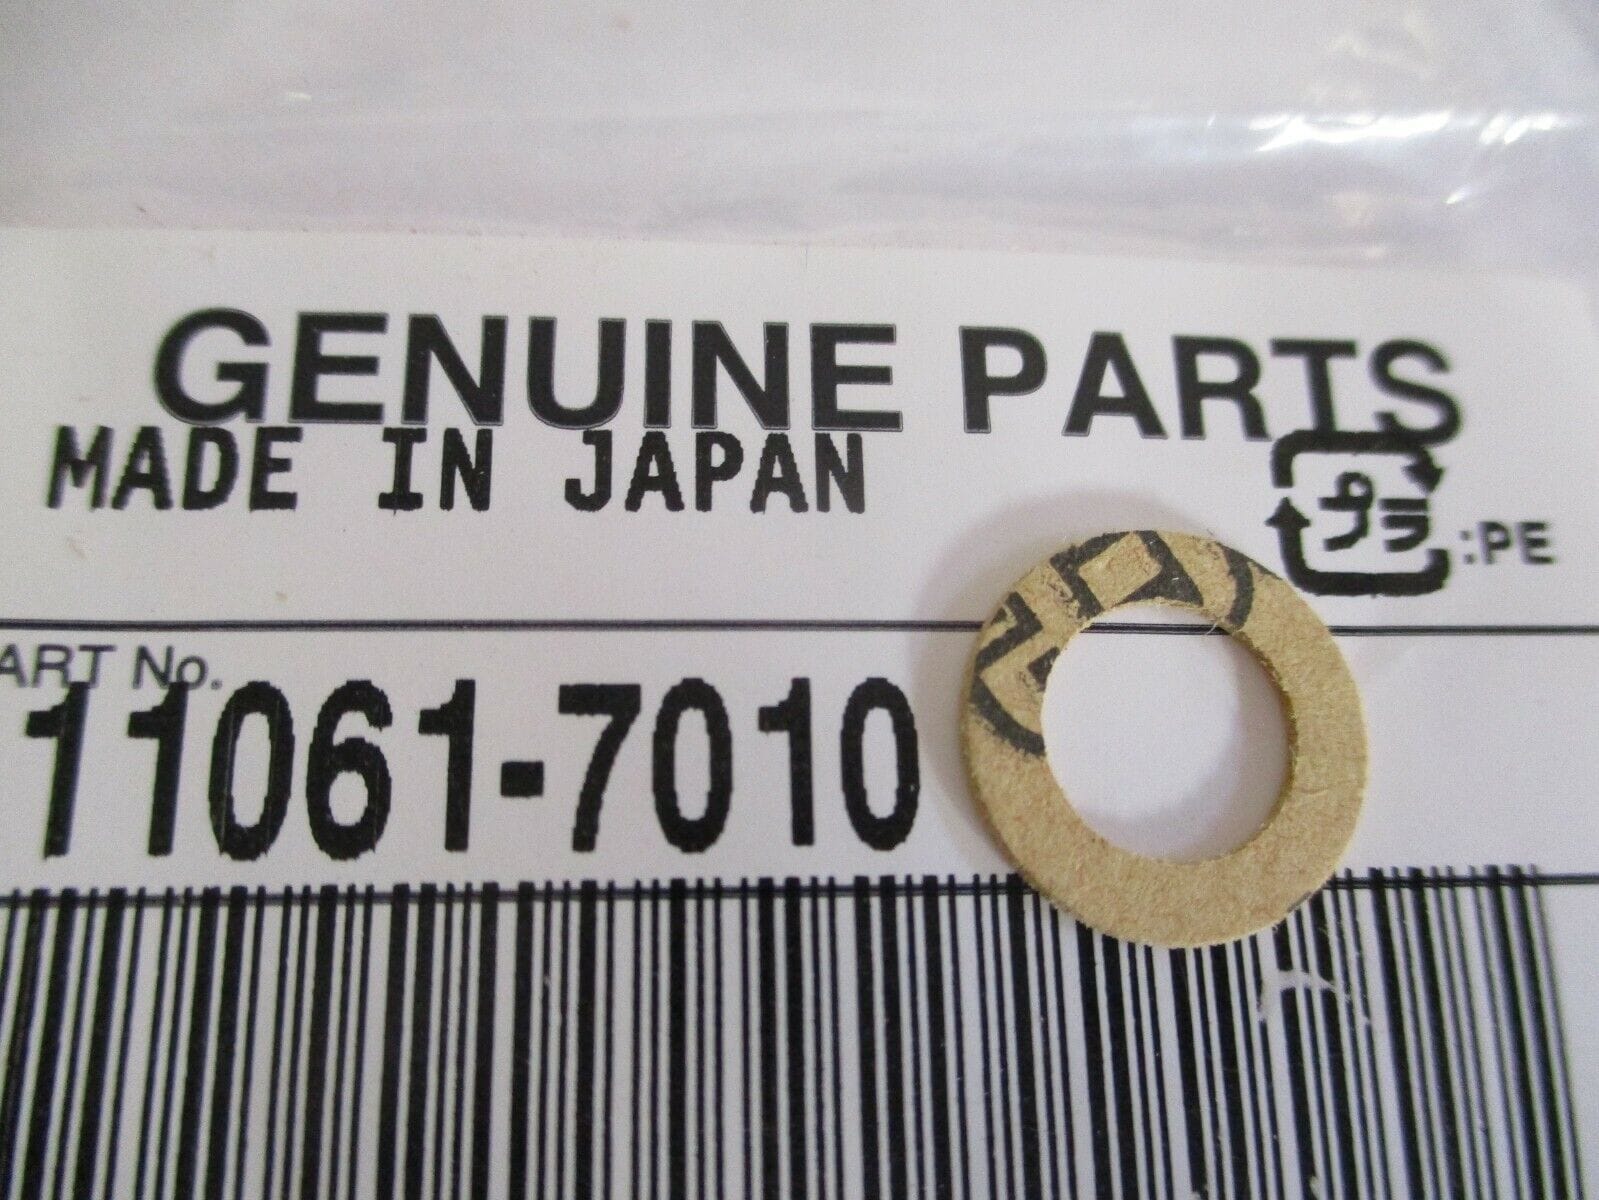 GENUINE PARTS
MADE IN JAPAN
プラ
:PE
ART No.
11061-7010